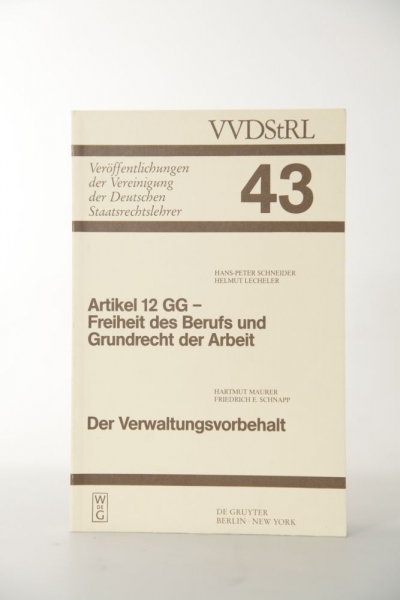 VVDStRL
Veröffentlichungen
der Vereinigung
der Deutschen
Staatsrechtslehrer
43
HANS-PETER SCHNEIDER
HELMUT LECHELER
Artikel 12 GG –
Freiheit des Berufs und
Grundrecht der Arbeit
HARTMUT MAURER
FRIEDRICH E. SCHNAPP
Der Verwaltungsvorbehalt
W
DE
G
DE GRUYTER
BERLIN · NEW YORK